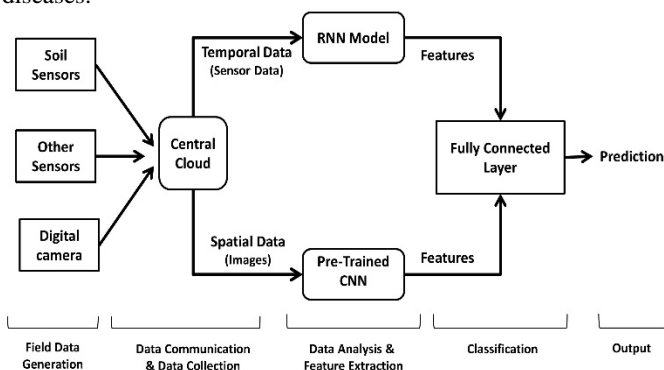 diseases.
Soil
Sensors
Other
Sensors
Digital
camera
Central
Cloud
Temporal Data
(Sensor Data)
Spatial Data
(Images)
RNN Model
Pre-Trained
CNN
Features
Features
Fully Connected
Layer
Prediction
Field Data
Generation
Data Communication
& Data Collection
Data Analysis &
Feature Extraction
Classification
Output